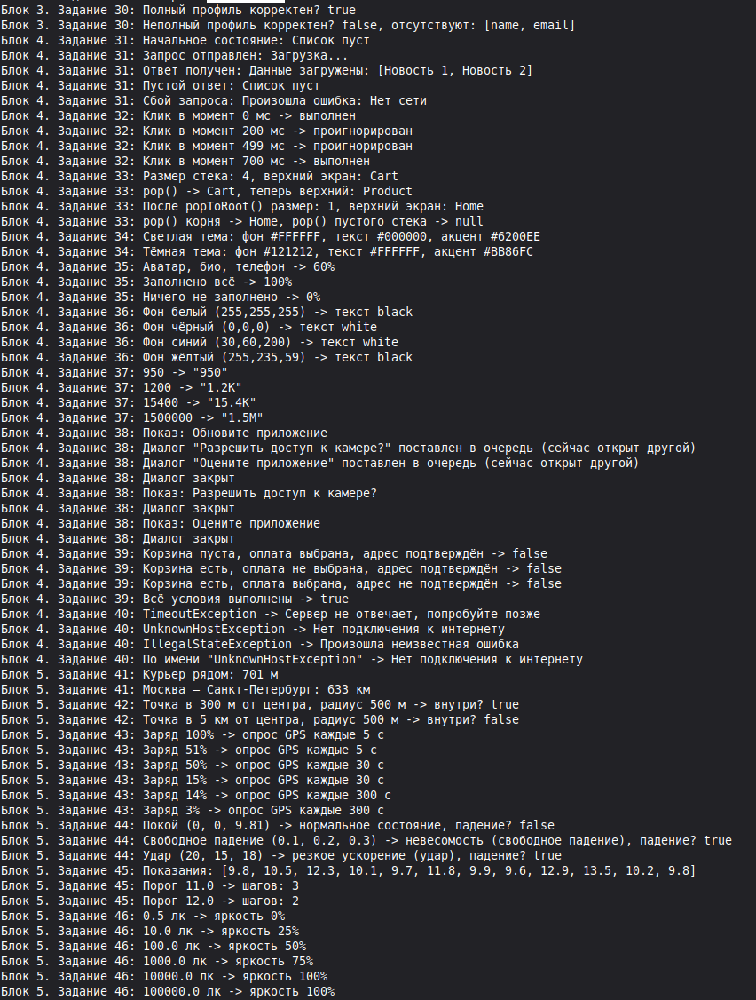 Блок 3. Задание 30: Полный профиль корректен? true
Блок 3. Задание 30: Неполный профиль корректен? false, отсутствуют: [name, email]
Блок 4. Задание 31: Начальное состояние: Список пуст
Блок 4. Задание 31: Запрос отправлен: Загрузка...
Блок 4. Задание 31: Ответ получен: Данные загружены: [Новость 1, Новость 2]
Блок 4. Задание 31: Пустой ответ: Список пуст
Блок 4. Задание 31: Сбой запроса: Произошла ошибка: Нет сети
Блок 4. Задание 32: Клик в момент 0 мс -> выполнен
Блок 4. Задание 32: Клик в момент 200 мс -> проигнорирован
Блок 4. Задание 32: Клик в момент 499 мс -> проигнорирован
Блок 4. Задание 32: Клик в момент 700 мс -> выполнен
Блок 4. Задание 33: Размер стека: 4, верхний экран: Cart
Блок 4. Задание 33: pop() -> Cart, теперь верхний: Product
Блок 4. Задание 33: После popToRoot() размер: 1, верхний экран: Home
Блок 4. Задание 33: pop() корня -> Home, pop() пустого стека -> null
Блок 4. Задание 34: Светлая тема: фон #FFFFFF, текст #000000, акцент #6200EE
Блок 4. Задание 34: Тёмная тема: фон #121212, текст #FFFFFF, акцент #BB86FC
Блок 4. Задание 35: Аватар, био, телефон -> 60%
Блок 4. Задание 35: Заполнено всё -> 100%
Блок 4. Задание 35: Ничего не заполнено -> 0%
Блок 4. Задание 36: Фон белый (255,255,255) -> текст black
Блок 4. Задание 36: Фон чёрный (0,0,0) -> текст white
Блок 4. Задание 36: Фон синий (30,60,200) -> текст white
Блок 4. Задание 36: Фон жёлтый (255,235,59) -> текст black
Блок 4. Задание 37: 950 -> "950"
Блок 4. Задание 37: 1200 -> "1.2K"
Блок 4. Задание 37: 15400 -> "15.4K"
Блок 4. Задание 37: 1500000 -> "1.5M"
Блок 4. Задание 38: Показ: Обновите приложение
Блок 4. Задание 38: Диалог "Разрешить доступ к камере?" поставлен в очередь (сейчас открыт другой)
Блок 4. Задание 38: Диалог "Оцените приложение" поставлен в очередь (сейчас открыт другой)
Блок 4. Задание 38: Диалог закрыт
Блок 4. Задание 38: Показ: Разрешить доступ к камере?
Блок 4. Задание 38: Диалог закрыт
Блок 4. Задание 38: Показ: Оцените приложение
Блок 4. Задание 38: Диалог закрыт
Блок 4. Задание 39: Корзина пуста, оплата выбрана, адрес подтверждён -> false
Блок 4. Задание 39: Корзина есть, оплата не выбрана, адрес подтверждён -> false
Блок 4. Задание 39: Корзина есть, оплата выбрана, адрес не подтверждён -> false
Блок 4. Задание 39: Всё условия выполнены -> true
Блок 4. Задание 40: TimeoutException -> Сервер не отвечает, попробуйте позже
Блок 4. Задание 40: UnknownHostException -> Нет подключения к интернету
Блок 4. Задание 40: IllegalStateException -> Произошла неизвестная ошибка
Блок 4. Задание 40: По имени "UnknownHostException" -> Нет подключения к интернету
Блок 5. Задание 41: Курьер рядом: 701 м
Блок 5. Задание 41: Москва — Санкт-Петербург: 633 км
Блок 5. Задание 42: Точка в 300 м от центра, радиус 500 м -> внутри? true
Блок 5. Задание 42: Точка в 5 км от центра, радиус 500 м -> внутри? false
Блок 5. Задание 43: Заряд 100% -> опрос GPS каждые 5 с
Блок 5. Задание 43: Заряд 51% -> опрос GPS каждые 5 с
Блок 5. Задание 43: Заряд 50% -> опрос GPS каждые 30 с
Блок 5. Задание 43: Заряд 15% -> опрос GPS каждые 30 с
Блок 5. Задание 43: Заряд 14% -> опрос GPS каждые 300 с
Блок 5. Задание 43: Заряд 3% -> опрос GPS каждые 300 с
Блок 5. Задание 44: Покой (0, 0, 9.81) -> нормальное состояние, падение? false
Блок 5. Задание 44: Свободное падение (0.1, 0.2, 0.3) -> невесомость (свободное падение), падение? true
Блок 5. Задание 44: Удар (20, 15, 18) -> резкое ускорение (удар), падение? true
Блок 5. Задание 45: Показания: [9.8, 10.5, 12.3, 10.1, 9.7, 11.8, 9.9, 9.6, 12.9, 13.5, 10.2, 9.8]
Блок 5. Задание 45: Порог 11.0 -> шагов: 3
Блок 5. Задание 45: Порог 12.0 -> шагов: 2
Блок 5. Задание 46: 0.5 лк -> яркость 0%
Блок 5. Задание 46: 10.0 лк -> яркость 25%
Блок 5. Задание 46: 100.0 лк -> яркость 50%
Блок 5. Задание 46: 1000.0 лк -> яркость 75%
Блок 5. Задание 46: 10000.0 лк -> яркость 100%
Блок 5. Задание 46: 100000.0 лк -> яркость 100%